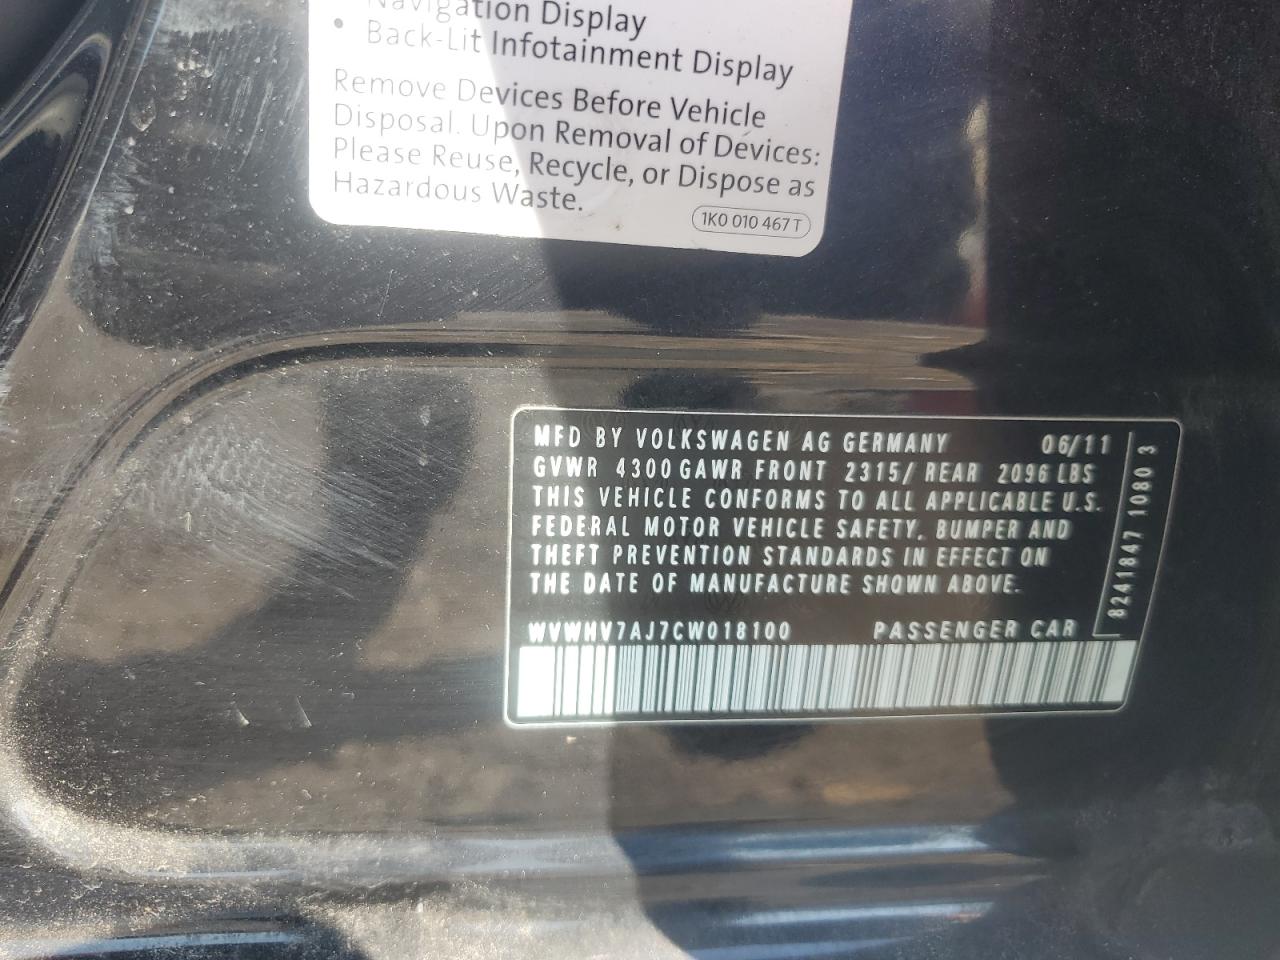 Navigation Display
• Back-Lit Infotainment Display
Remove Devices Before Vehicle
Disposal. Upon Removal of Devices:
Please Reuse, Recycle, or Dispose as
Hazardous Waste.
1K0 010 467 T
MFD BY VOLKSWAGEN AG GERMANY 06/11
GVWR 4300 GAWR FRONT 2315/ REAR 2096 LBS
THIS VEHICLE CONFORMS TO ALL APPLICABLE U.S.
FEDERAL MOTOR VEHICLE SAFETY, BUMPER AND
THEFT PREVENTION STANDARDS IN EFFECT ON
THE DATE OF MANUFACTURE SHOWN ABOVE.
WVWHV7AJ7CW018100 PASSENGER CAR
8241847 1080 3